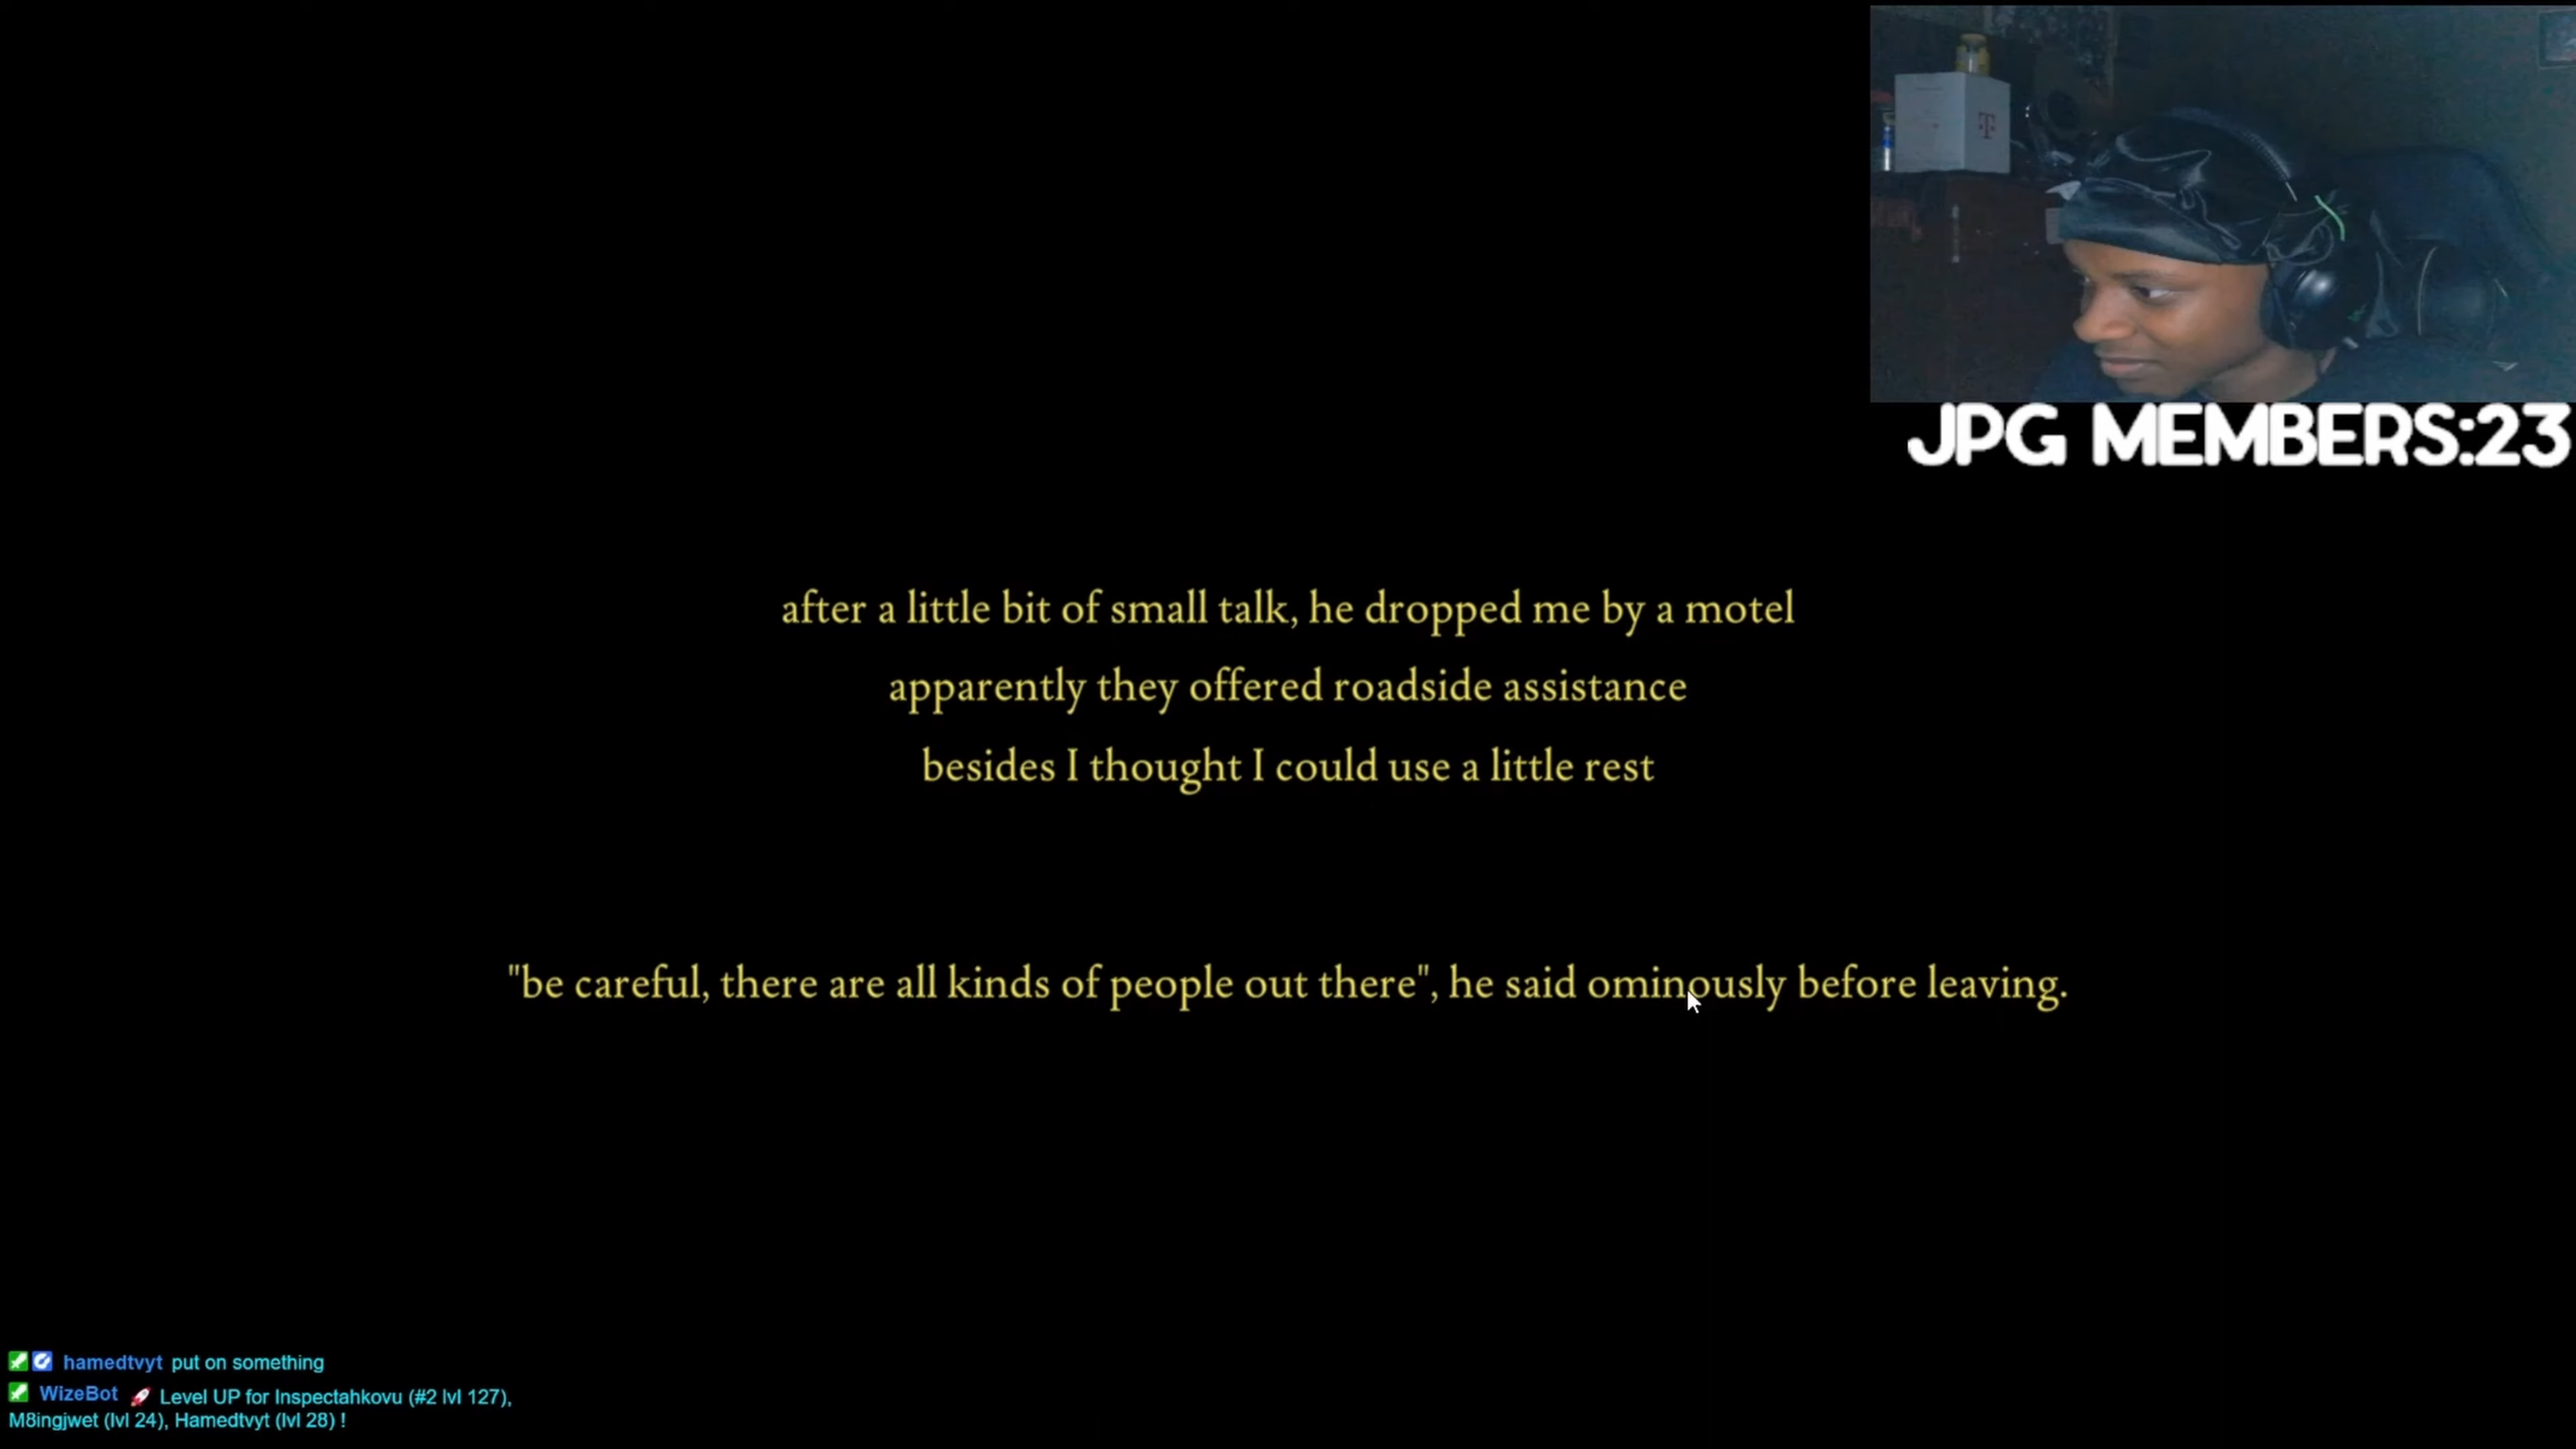 JPG MEMBERS:23
after a little bit of small talk, he dropped me by a motel
apparently they offered roadside assistance
besides I thought I could use a little rest
"be careful, there are all kinds of people out there", he said ominously before leaving.
hamedtvyt put on something
WizeBot 🚀 Level UP for Inspectahkovu (#2 lvl 127),
M8ingjwet (lvl 24), Hamedtvyt (lvl 28) !